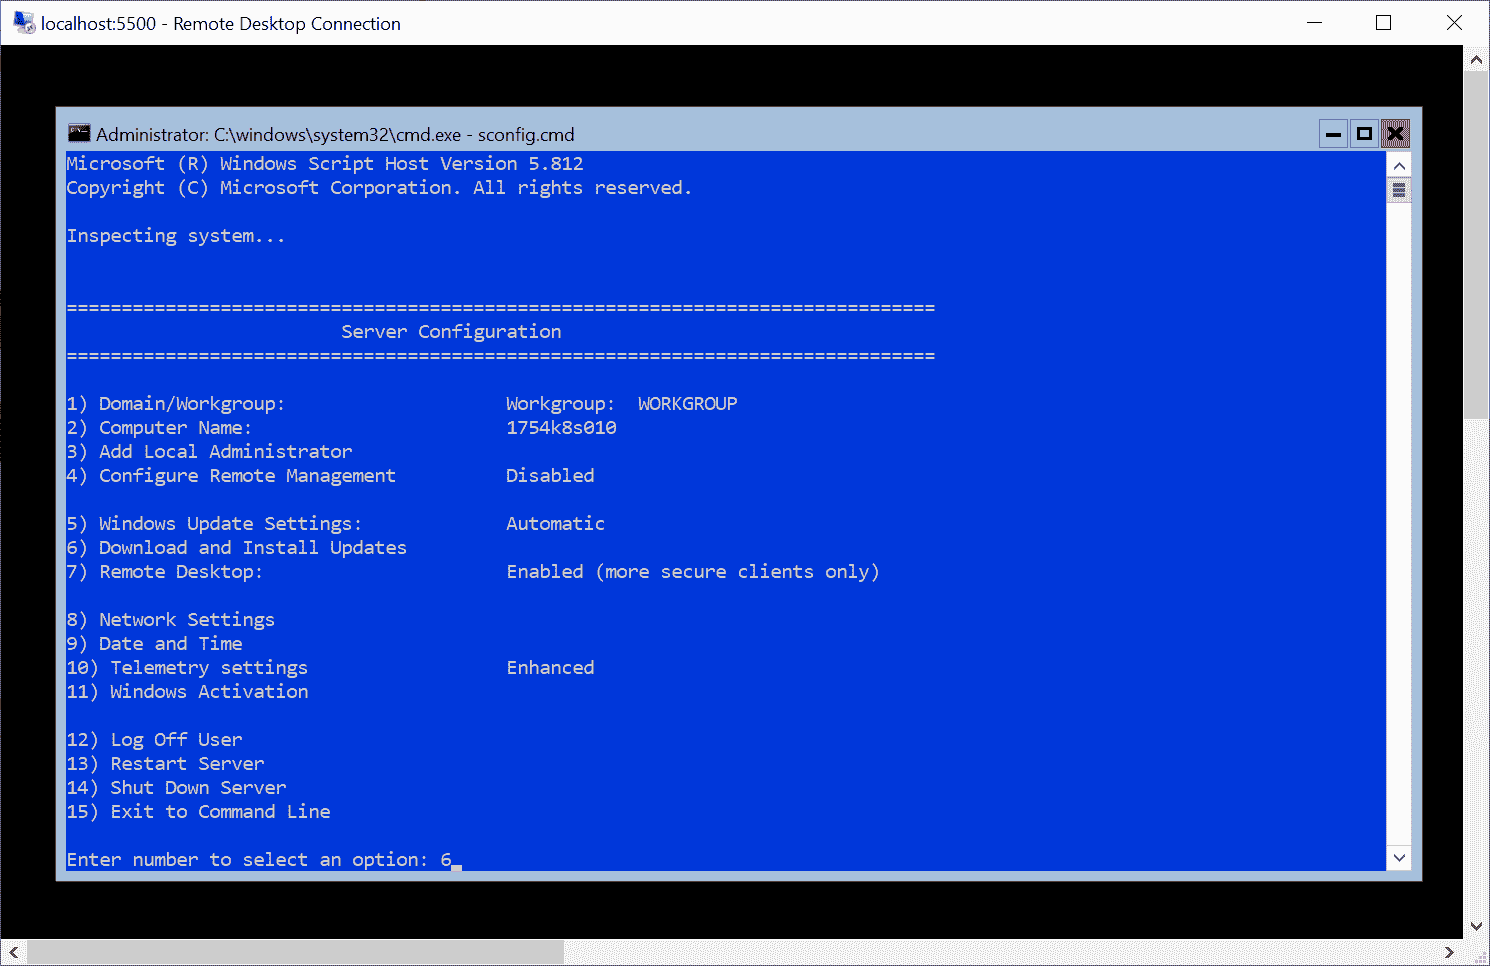 localhost:5500 - Remote Desktop Connection
Administrator: C:\windows\system32\cmd.exe - sconfig.cmd
Microsoft (R) Windows Script Host Version 5.812
Copyright (C) Microsoft Corporation. All rights reserved.
Inspecting system...
===============================================================================
Server Configuration
===============================================================================
1) Domain/Workgroup: Workgroup: WORKGROUP
2) Computer Name: 1754k8s010
3) Add Local Administrator
4) Configure Remote Management Disabled
5) Windows Update Settings: Automatic
6) Download and Install Updates
7) Remote Desktop: Enabled (more secure clients only)
8) Network Settings
9) Date and Time
10) Telemetry settings Enhanced
11) Windows Activation
12) Log Off User
13) Restart Server
14) Shut Down Server
15) Exit to Command Line
Enter number to select an option: 6_